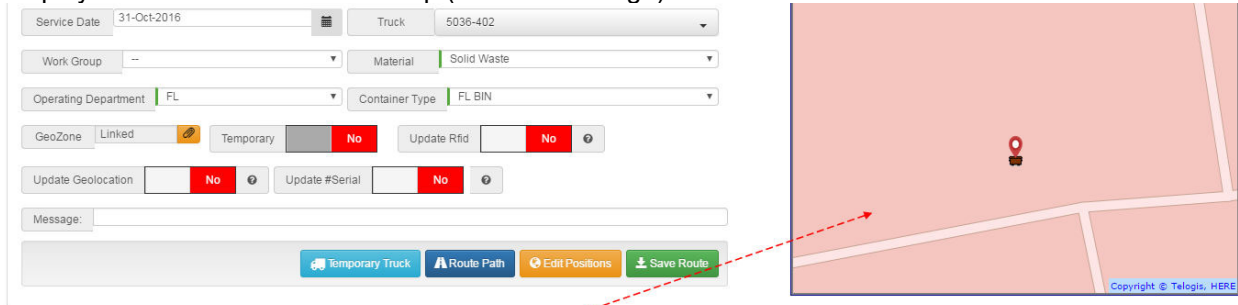 Service Date 31-Oct-2016 Truck 5036-402
Work Group -- Material Solid Waste
Operating Department FL Container Type FL BIN
GeoZone Linked Temporary No Update Rfid No ?
Update Geolocation No ? Update #Serial No ?
Message:
Temporary Truck Route Path Edit Positions Save Route
Copyright © Telogis, HERE